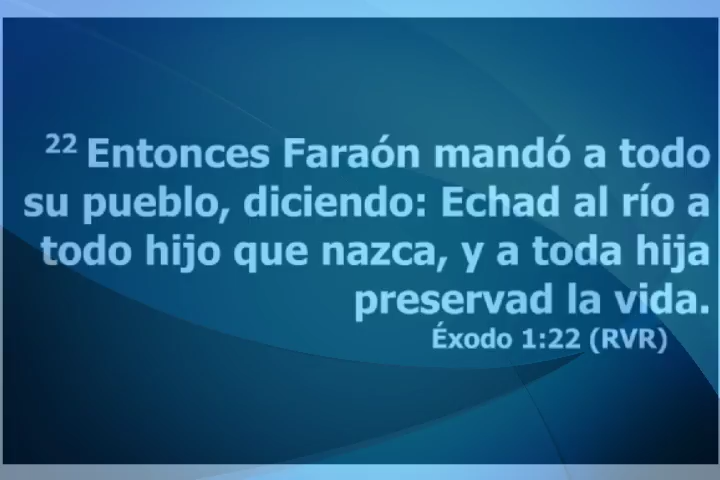 22 Entonces Faraón mandó a todo
su pueblo, diciendo: Echad al río a
todo hijo que nazca, y a toda hija
preservad la vida.
Éxodo 1:22 (RVR)